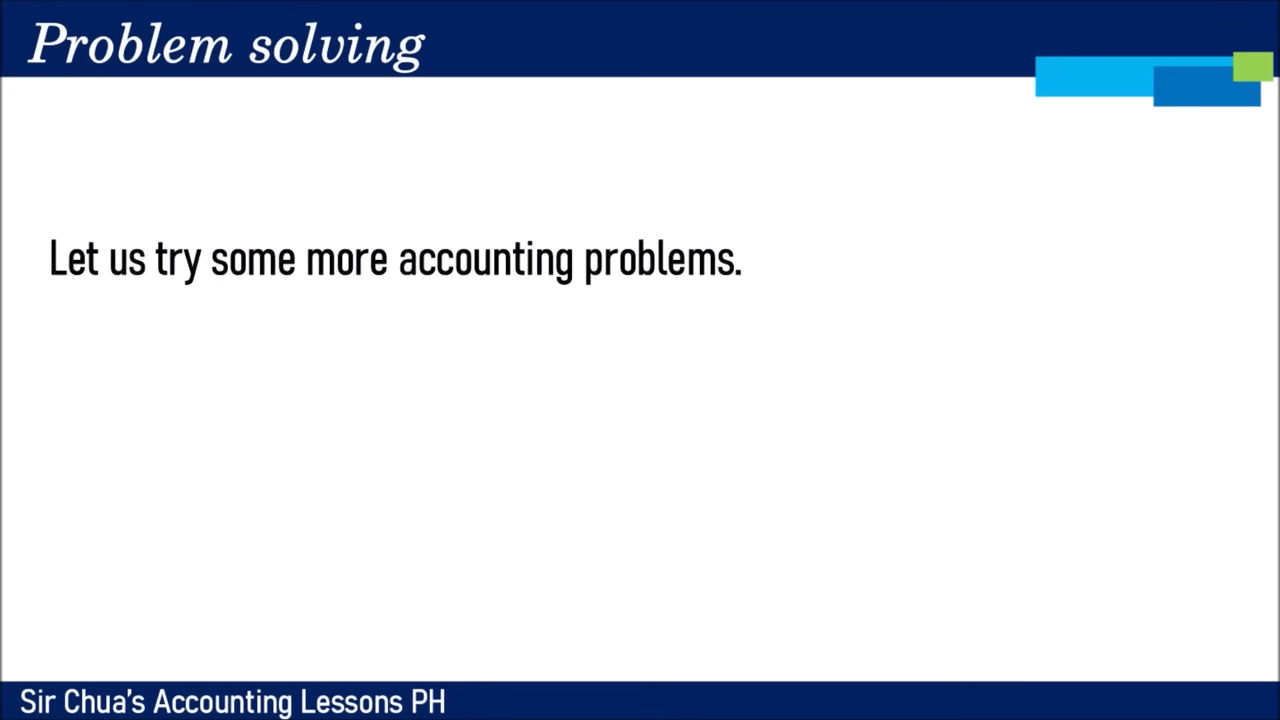 Problem solving
Let us try some more accounting problems.
Sir Chua's Accounting Lessons PH